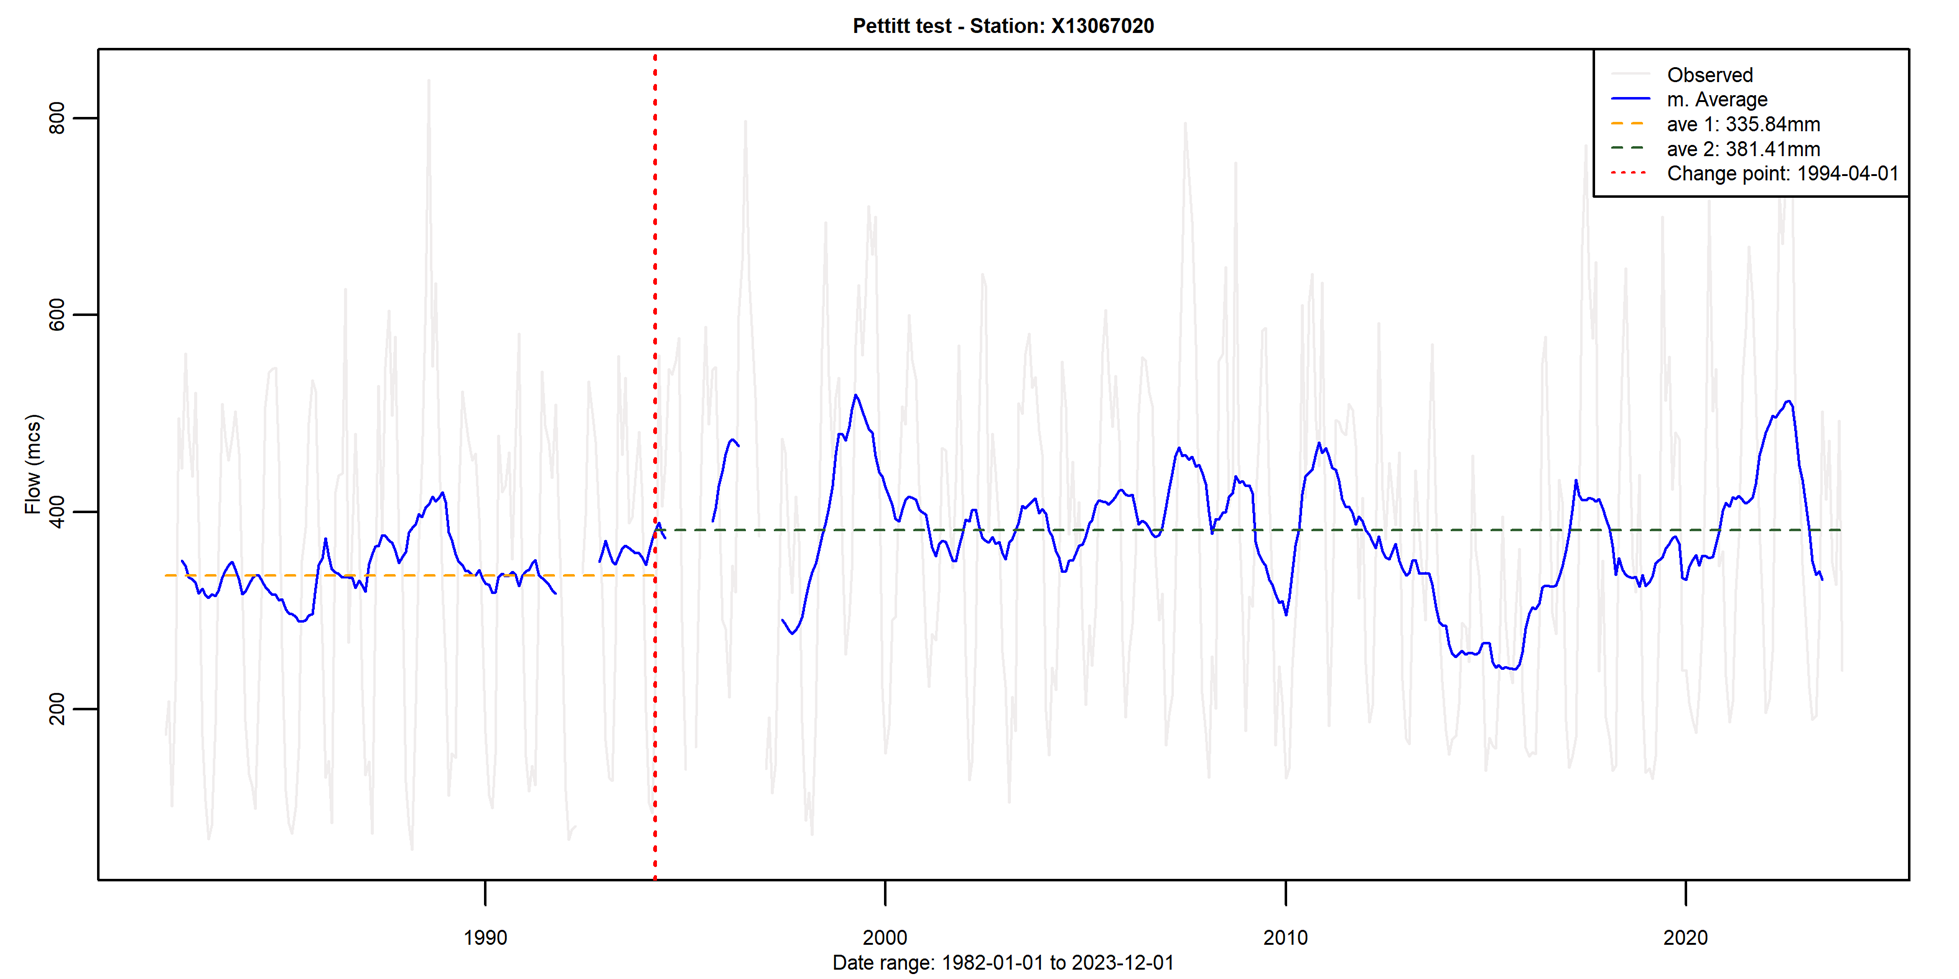 Pettitt test - Station: X13067020
Observed
m. Average
ave 1: 335.84mm
ave 2: 381.41mm
Change point: 1994-04-01
Flow (mcs)
800
600
400
200
1990
2000
2010
2020
Date range: 1982-01-01 to 2023-12-01